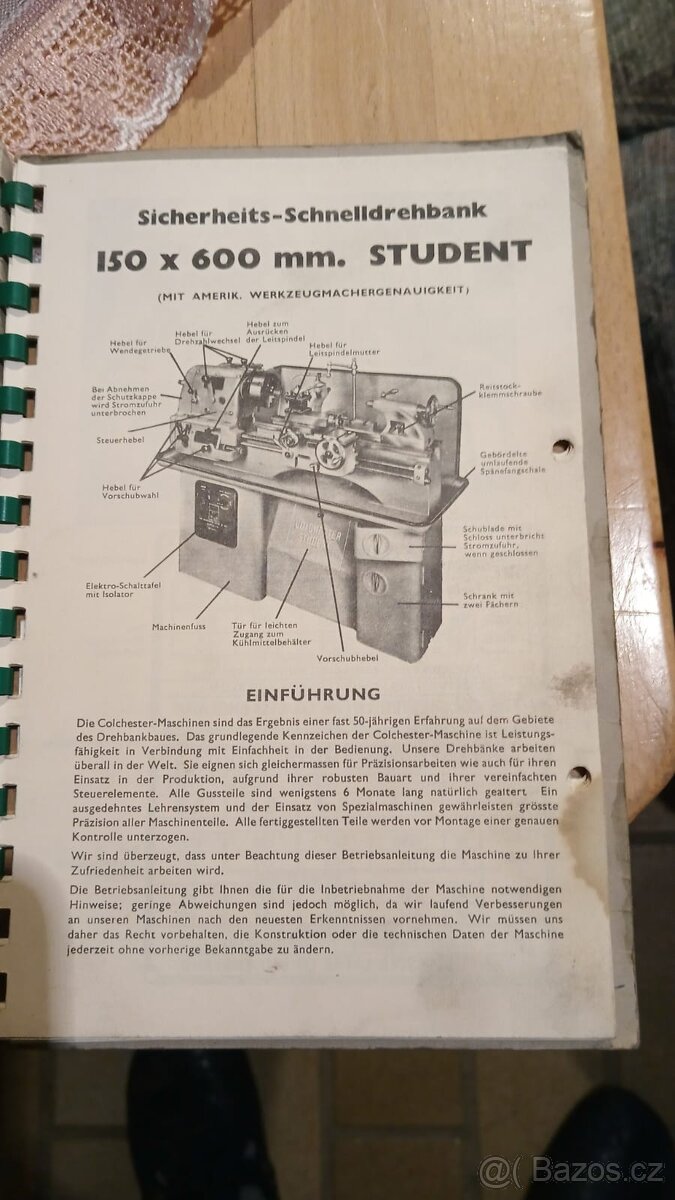 Sicherheits-Schnelldrehbank
150 x 600 mm. STUDENT
(MIT AMERIK. WERKZEUGMACHERGENAUIGKEIT)
Hebel für
Wendegetriebe
Hebel für
Drehzahlwechsel
Hebel zum
Ausrücken
der Leitspindel
Hebel für
Leitspindelmutter
Bei Abnehmen
der Schutzkappe
wird Stromzufuhr
unterbrochen
Reitstock-
klemmschraube
Steuerhebel
Gebördelte
umlaufende
Spänefangschale
Hebel für
Vorschubwahl
COLCHESTER
Schublade mit
Schloss unterbricht
Stromzufuhr,
wenn geschlossen
Elektro-Schalttafel
mit Isolator
Schrank mit
zwei Fächern
Machinenfuss
Tür für leichten
Zugang zum
Kühlmittelbehälter
Vorschubhebel
EINFÜHRUNG
Die Colchester-Maschinen sind das Ergebnis einer fast 50-jährigen Erfahrung auf dem Gebiete
des Drehbankbaues. Das grundlegende Kennzeichen der Colchester-Maschine ist Leistungs-
fähigkeit in Verbindung mit Einfachheit in der Bedienung. Unsere Drehbänke arbeiten
überall in der Welt. Sie eignen sich gleichermassen für Präzisionsarbeiten wie auch für ihren
Einsatz in der Produktion, aufgrund ihrer robusten Bauart und ihrer vereinfachten
Steuerelemente. Alle Gussteile sind wenigstens 6 Monate lang natürlich gealtert Ein
ausgedehntes Lehrensystem und der Einsatz von Spezialmaschinen gewährleisten grösste
Präzision aller Maschinenteile. Alle fertiggestellten Teile werden vor Montage einer genauen
Kontrolle unterzogen.
Wir sind überzeugt, dass unter Beachtung dieser Betriebsanleitung die Maschine zu Ihrer
Zufriedenheit arbeiten wird.
Die Betriebsanleitung gibt Ihnen die für die Inbetriebnahme der Maschine notwendigen
Hinweise; geringe Abweichungen sind jedoch möglich, da wir laufend Verbesserungen
an unseren Maschinen nach den neuesten Erkenntnissen vornehmen. Wir müssen uns
daher das Recht vorbehalten, die Konstruktion oder die technischen Daten der Maschine
jederzeit ohne vorherige Bekanntgabe zu ändern.
@( Bazos.cz